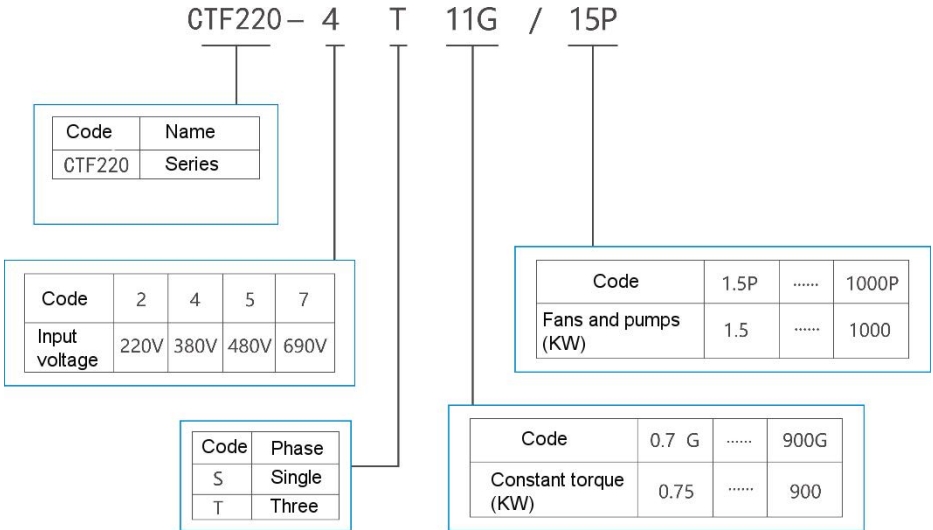 CTF220 – 4 T 11G / 15P
Code Name
CTF220 Series
Code 2 4 5 7
Input voltage 220V 380V 480V 690V
Code Phase
S Single
T Three
Code 1.5P ...... 1000P
Fans and pumps (KW) 1.5 ...... 1000
Code 0.7 G ...... 900G
Constant torque (KW) 0.75 ...... 900